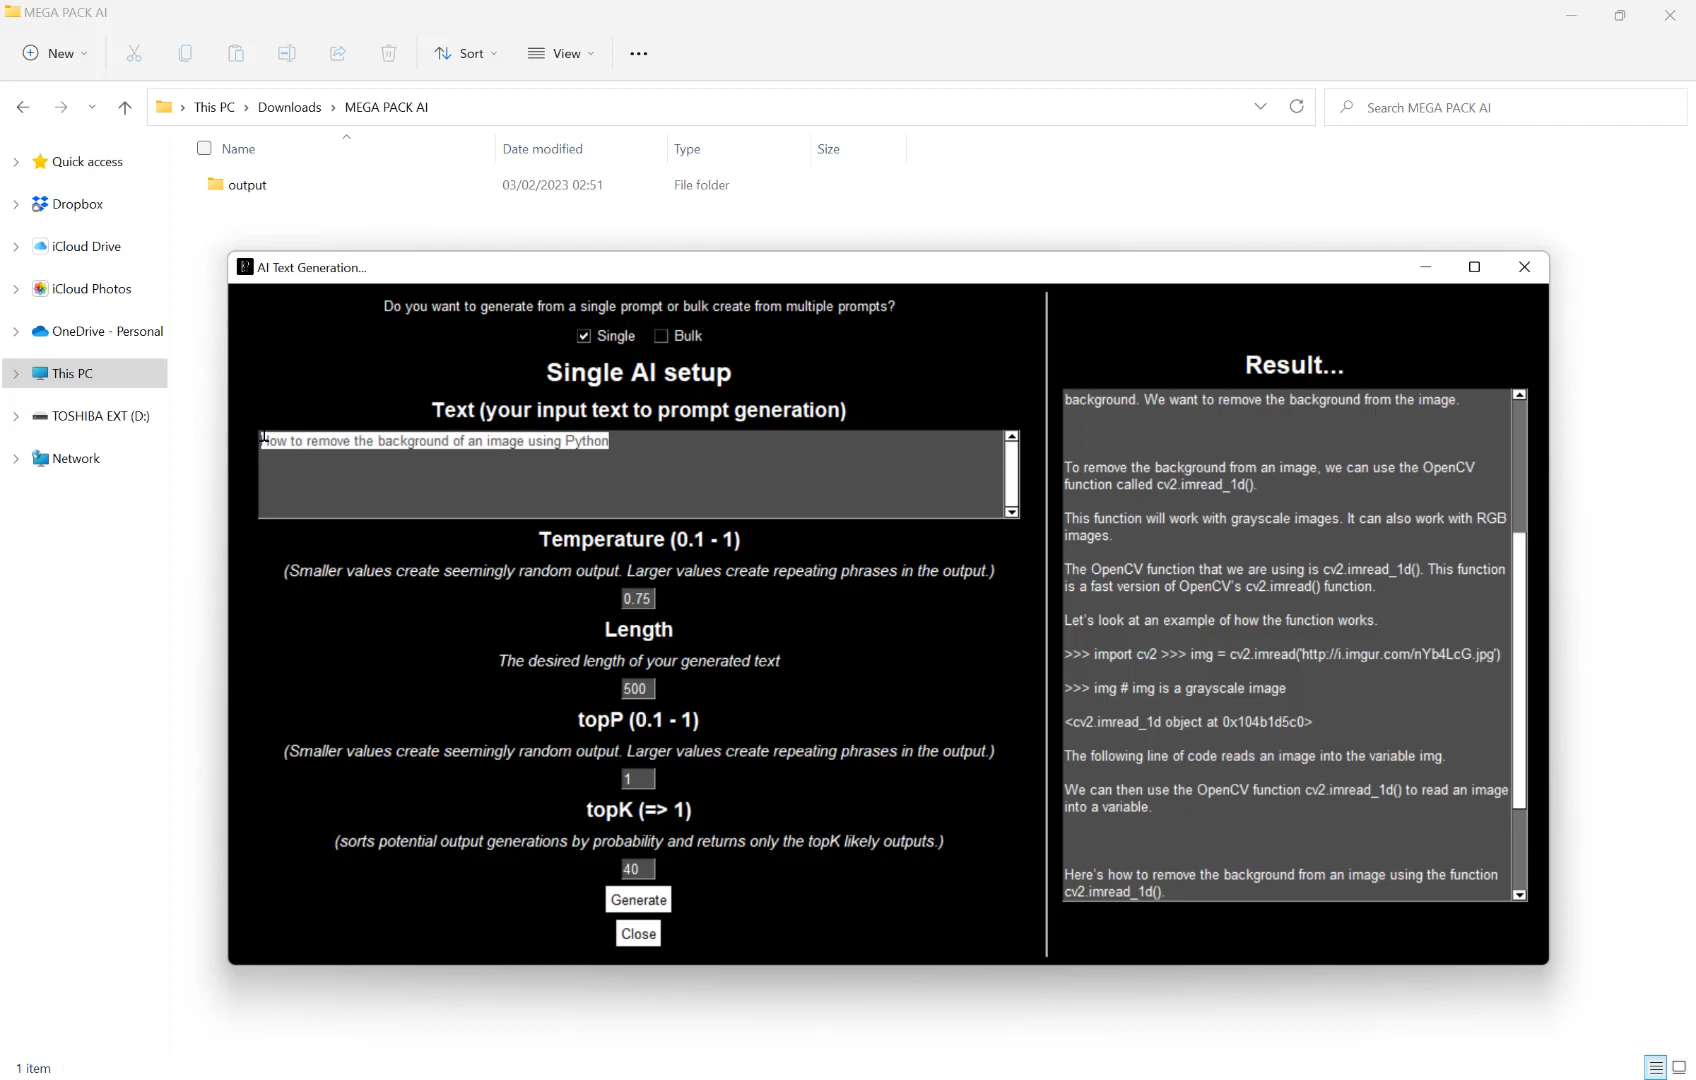 MEGA PACK AI
New
Sort
View
This PC > Downloads > MEGA PACK AI
Search MEGA PACK AI
Name
Date modified
Type
Size
output
03/02/2023 02:51
File folder
Quick access
Dropbox
iCloud Drive
iCloud Photos
OneDrive - Personal
This PC
TOSHIBA EXT (D:)
Network
AI Text Generation...
Do you want to generate from a single prompt or bulk create from multiple prompts?
Single
Bulk
Single AI setup
Text (your input text to prompt generation)
How to remove the background of an image using Python
Temperature (0.1 - 1)
(Smaller values create seemingly random output. Larger values create repeating phrases in the output.)
0.75
Length
The desired length of your generated text
500
topP (0.1 - 1)
(Smaller values create seemingly random output. Larger values create repeating phrases in the output.)
1
topK (=> 1)
(sorts potential output generations by probability and returns only the topK likely outputs.)
40
Generate
Close
Result...
background. We want to remove the background from the image.
To remove the background from an image, we can use the OpenCV
function called cv2.imread_1d().
This function will work with grayscale images. It can also work with RGB
images.
The OpenCV function that we are using is cv2.imread_1d(). This function
is a fast version of OpenCV's cv2.imread() function.
Let's look at an example of how the function works.
>>> import cv2 >>> img = cv2.imread('http://i.imgur.com/nYb4LcG.jpg')
>>> img # img is a grayscale image
<cv2.imread_1d object at 0x104b1d5c0>
The following line of code reads an image into the variable img.
We can then use the OpenCV function cv2.imread_1d() to read an image
into a variable.
Here's how to remove the background from an image using the function
cv2.imread_1d().
1 item